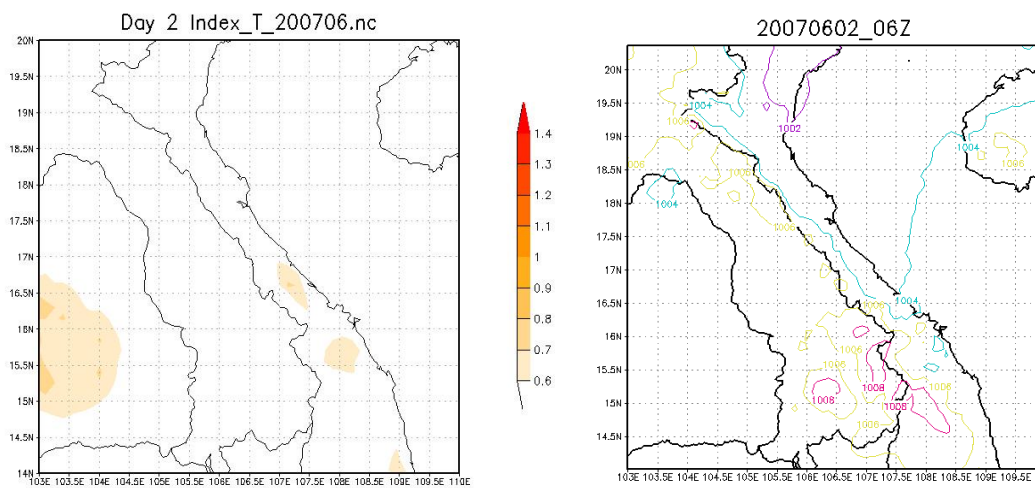 Day 2 Index_T_200706.nc
20N
19.5N
19N
18.5N
18N
17.5N
17N
16.5N
16N
15.5N
15N
14.5N
14N
103E 103.5E 104E 104.5E 105E 105.5E 106E 106.5E 107E 107.5E 108E 108.5E 109E 109.5E 110E
1.4
1.3
1.2
1.1
1
0.9
0.8
0.7
0.6
20070602_06Z
20N
19.5N
19N
18.5N
18N
17.5N
17N
16.5N
16N
15.5N
15N
14.5N
103E 103.5E 104E 104.5E 105E 105.5E 106E 106.5E 107E 107.5E 108E 108.5E 109E 109.5E
1004
1006
1002
1004
1006
1006
1004
1006
1004
1006
1006
1008
1008
1008
1006